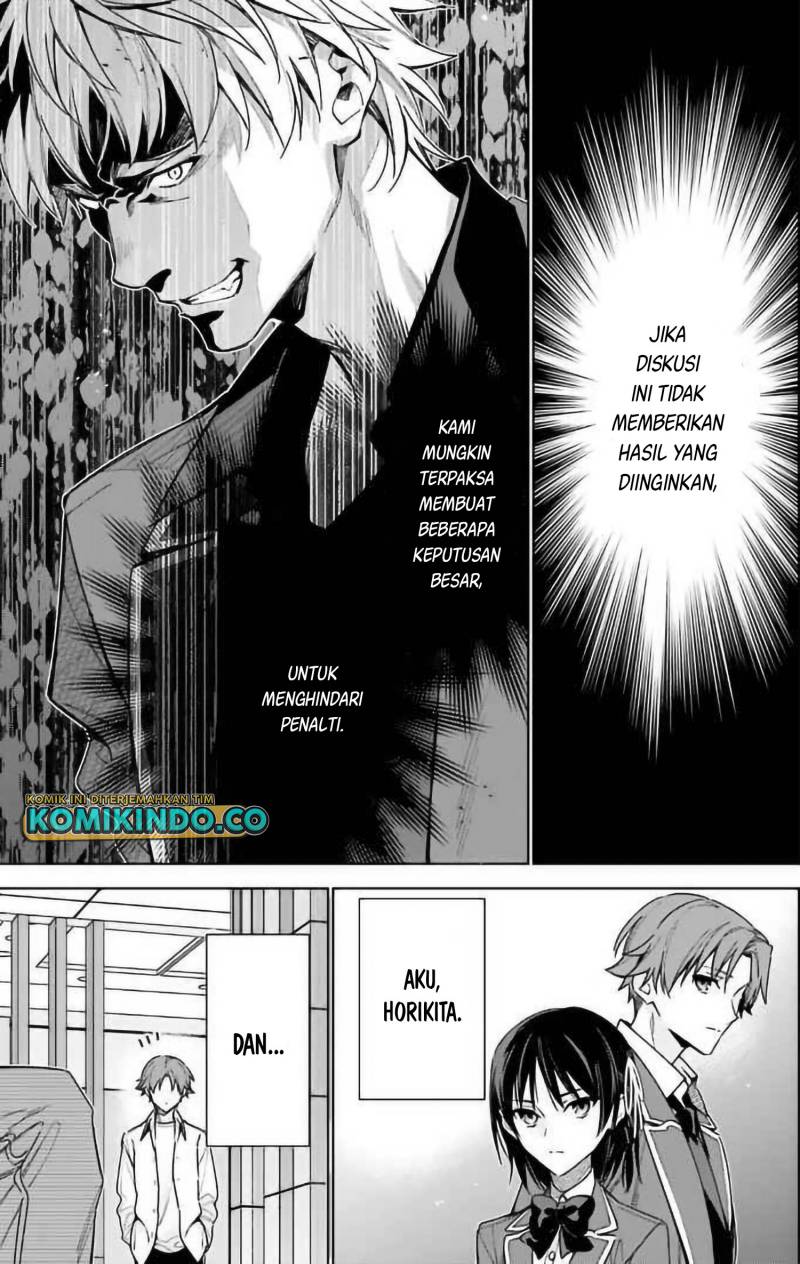 JIKA
DISKUSI
INI TIDAK
MEMBERIKAN
HASIL YANG
DIINGINKAN,
KAMI
MUNGKIN
TERPAKSA
MEMBUAT
BEBERAPA
KEPUTUSAN
BESAR,
UNTUK
MENGHINDARI
PENALTI.
KOMIK INI DITERJEMAHKAN TIM
KOMIKINDO.CO
AKU,
HORIKITA.
DAN...